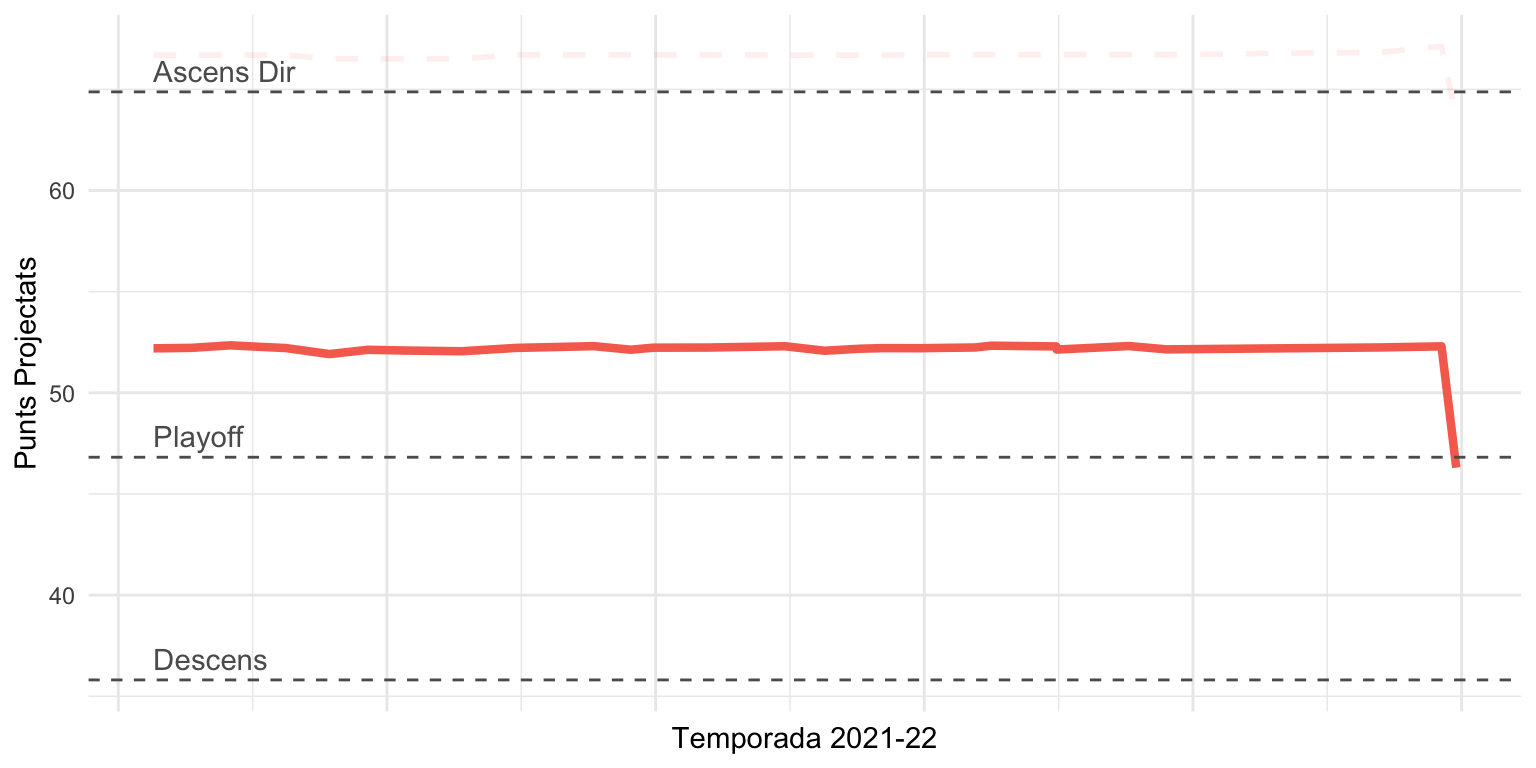 Ascens Dir
60
50
Playoff
40
Descens
Punts Projectats
Temporada 2021-22